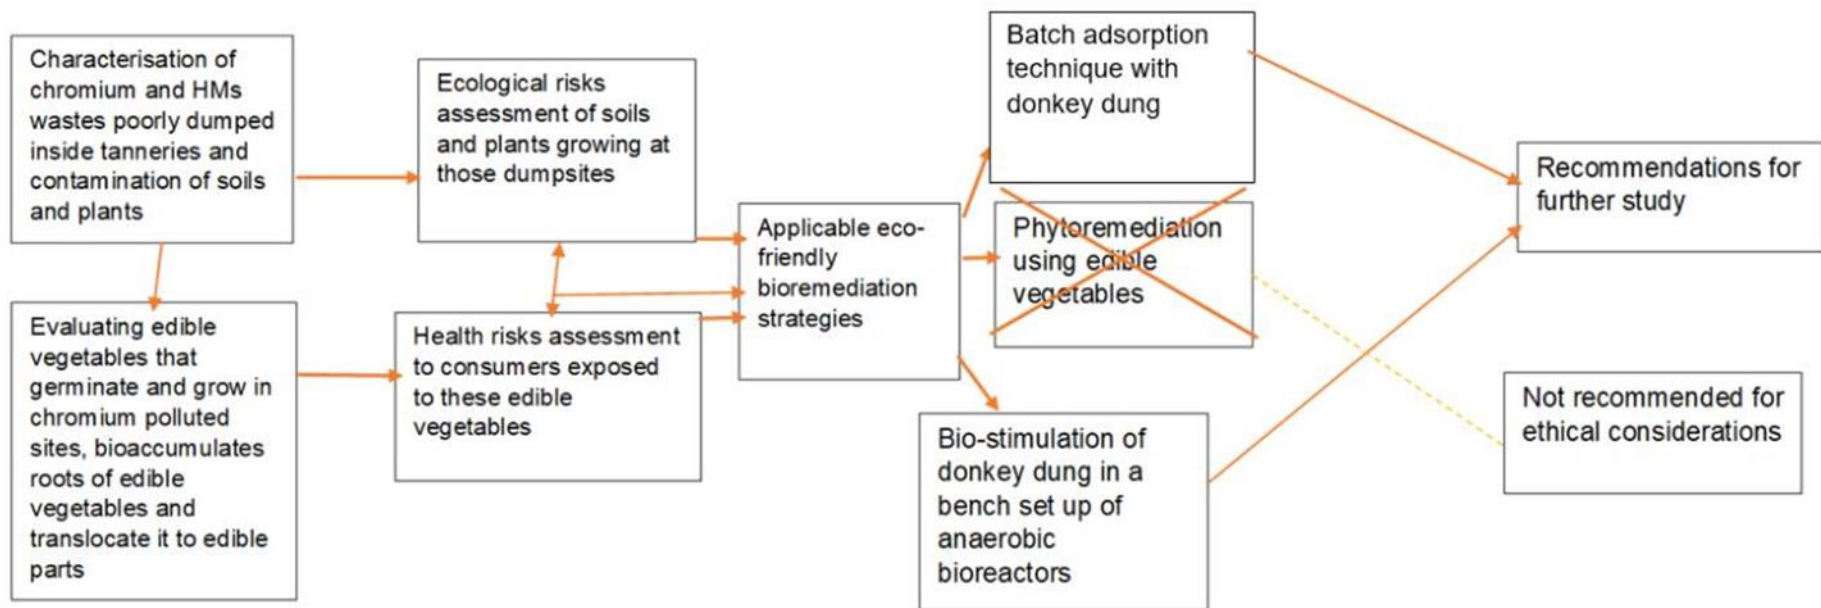 Characterisation of
chromium and HMs
wastes poorly dumped
inside tanneries and
contamination of soils
and plants
Evaluating edible
vegetables that
germinate and grow in
chromium polluted
sites, bioaccumulates
roots of edible
vegetables and
translocate it to edible
parts
Ecological risks
assessment of soils
and plants growing at
those dumpsites
Health risks assessment
to consumers exposed
to these edible
vegetables
Applicable eco-
friendly
bioremediation
strategies
Batch adsorption
technique with
donkey dung
Phytoremediation
using edible
vegetables
Bio-stimulation of
donkey dung in a
bench set up of
anaerobic
bioreactors
Recommendations for
further study
Not recommended for
ethical considerations